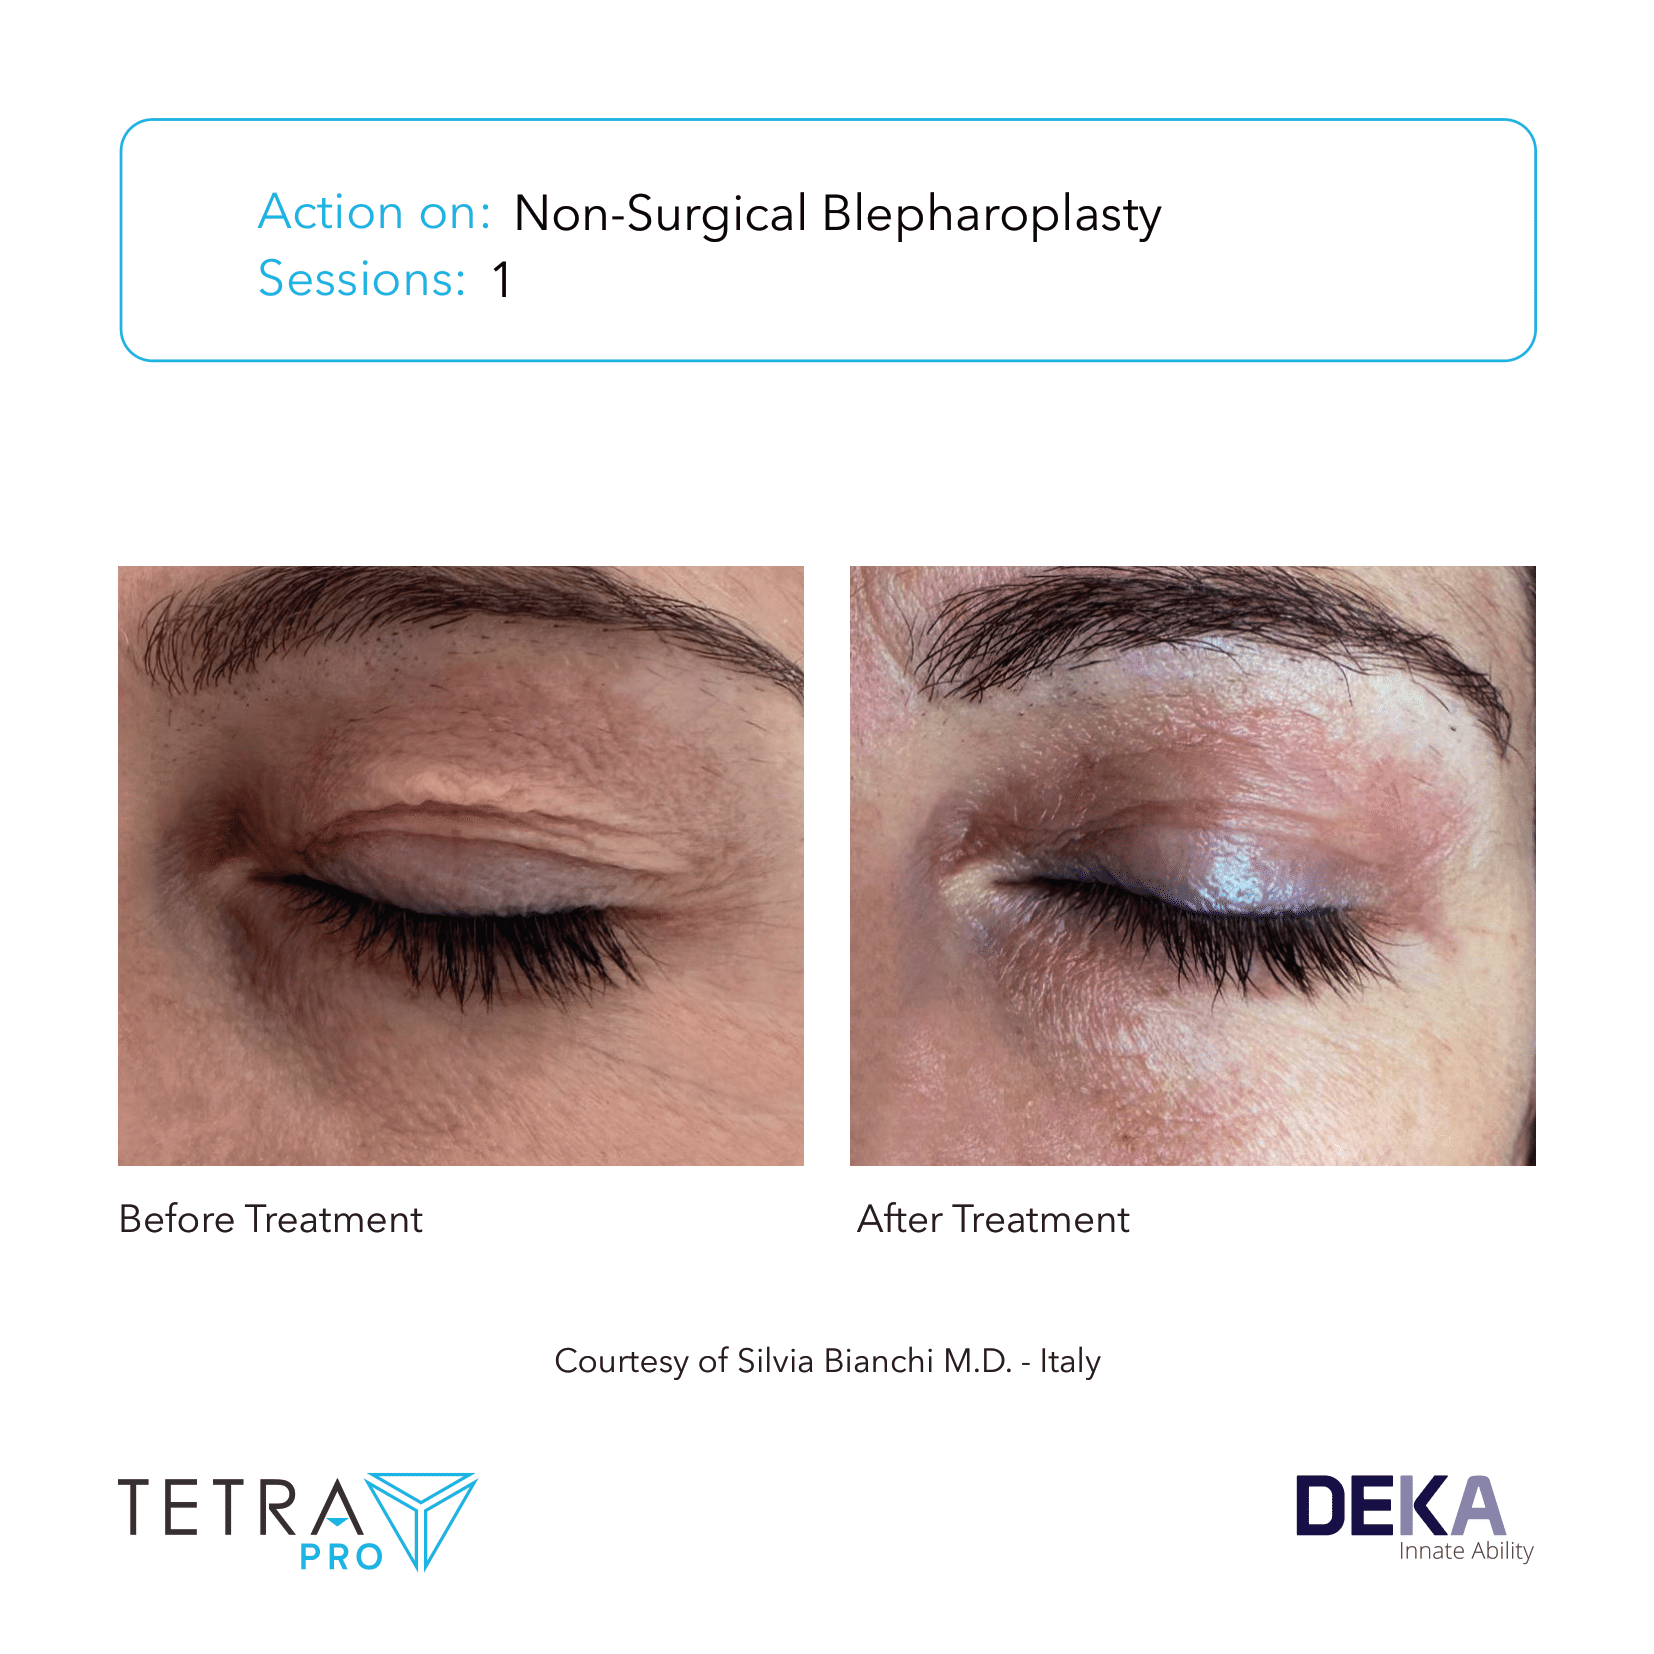 Action on: Non-Surgical Blepharoplasty
Sessions: 1
Before Treatment
After Treatment
Courtesy of Silvia Bianchi M.D. - Italy
TETRA
PRO
DEKA
Innate Ability